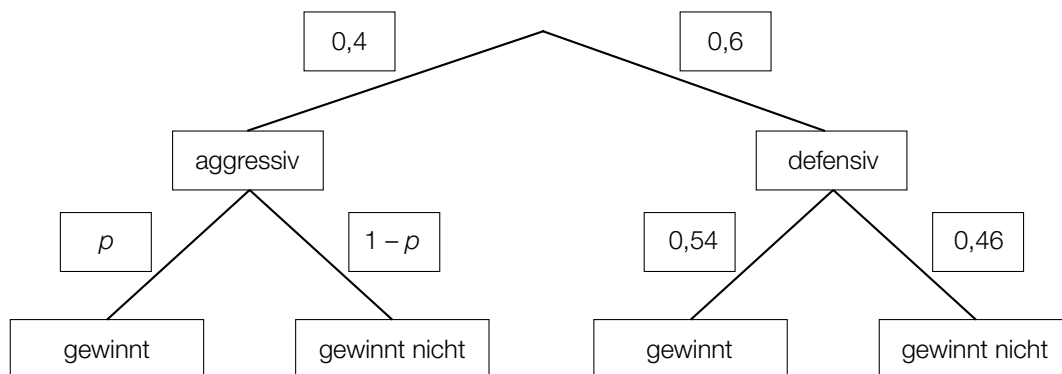 0,4 0,6
aggressiv defensiv
p 1 – p 0,54 0,46
gewinnt gewinnt nicht gewinnt gewinnt nicht